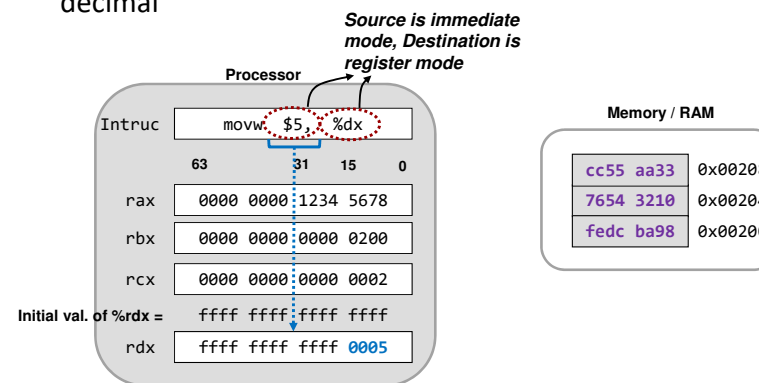 decimal
Source is immediate
mode, Destination is
register mode
Processor
Intruc movw $5, %dx
63 31 15 0
rax 0000 0000 1234 5678
rbx 0000 0000 0000 0200
rcx 0000 0000 0000 0002
Initial val. of %rdx = ffff ffff ffff ffff
rdx ffff ffff ffff 0005
Memory / RAM
cc55 aa33
7654 3210 0x00204
fedc ba98 0x00200